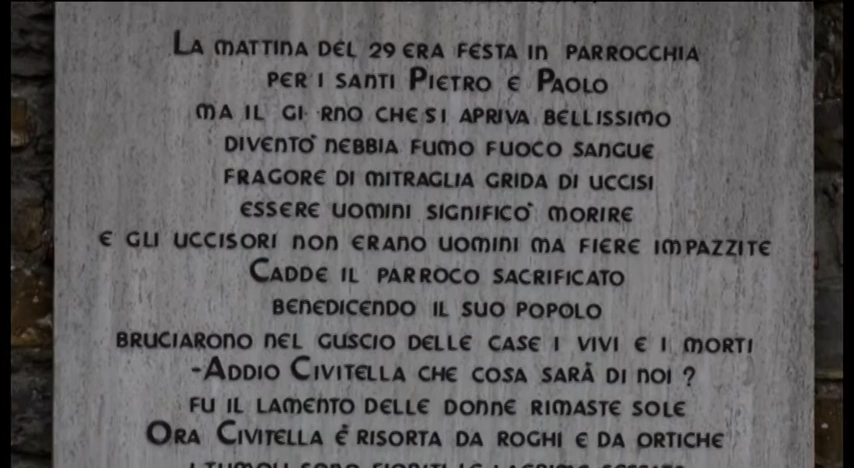 La mattina del 29 era festa in parrocchia
per i santi Pietro e Paolo
ma il giorno che si apriva bellissimo
diventò nebbia fumo fuoco sangue
fragore di mitraglia grida di uccisi
essere uomini significò morire
e gli uccisori non erano uomini ma fiere impazzite
Cadde il parroco sacrificato
benedicendo il suo popolo
bruciarono nel guscio delle case i vivi e i morti
-Addio Civitella che cosa sarà di noi ?
fu il lamento delle donne rimaste sole
Ora Civitella è risorta da roghi e da ortiche